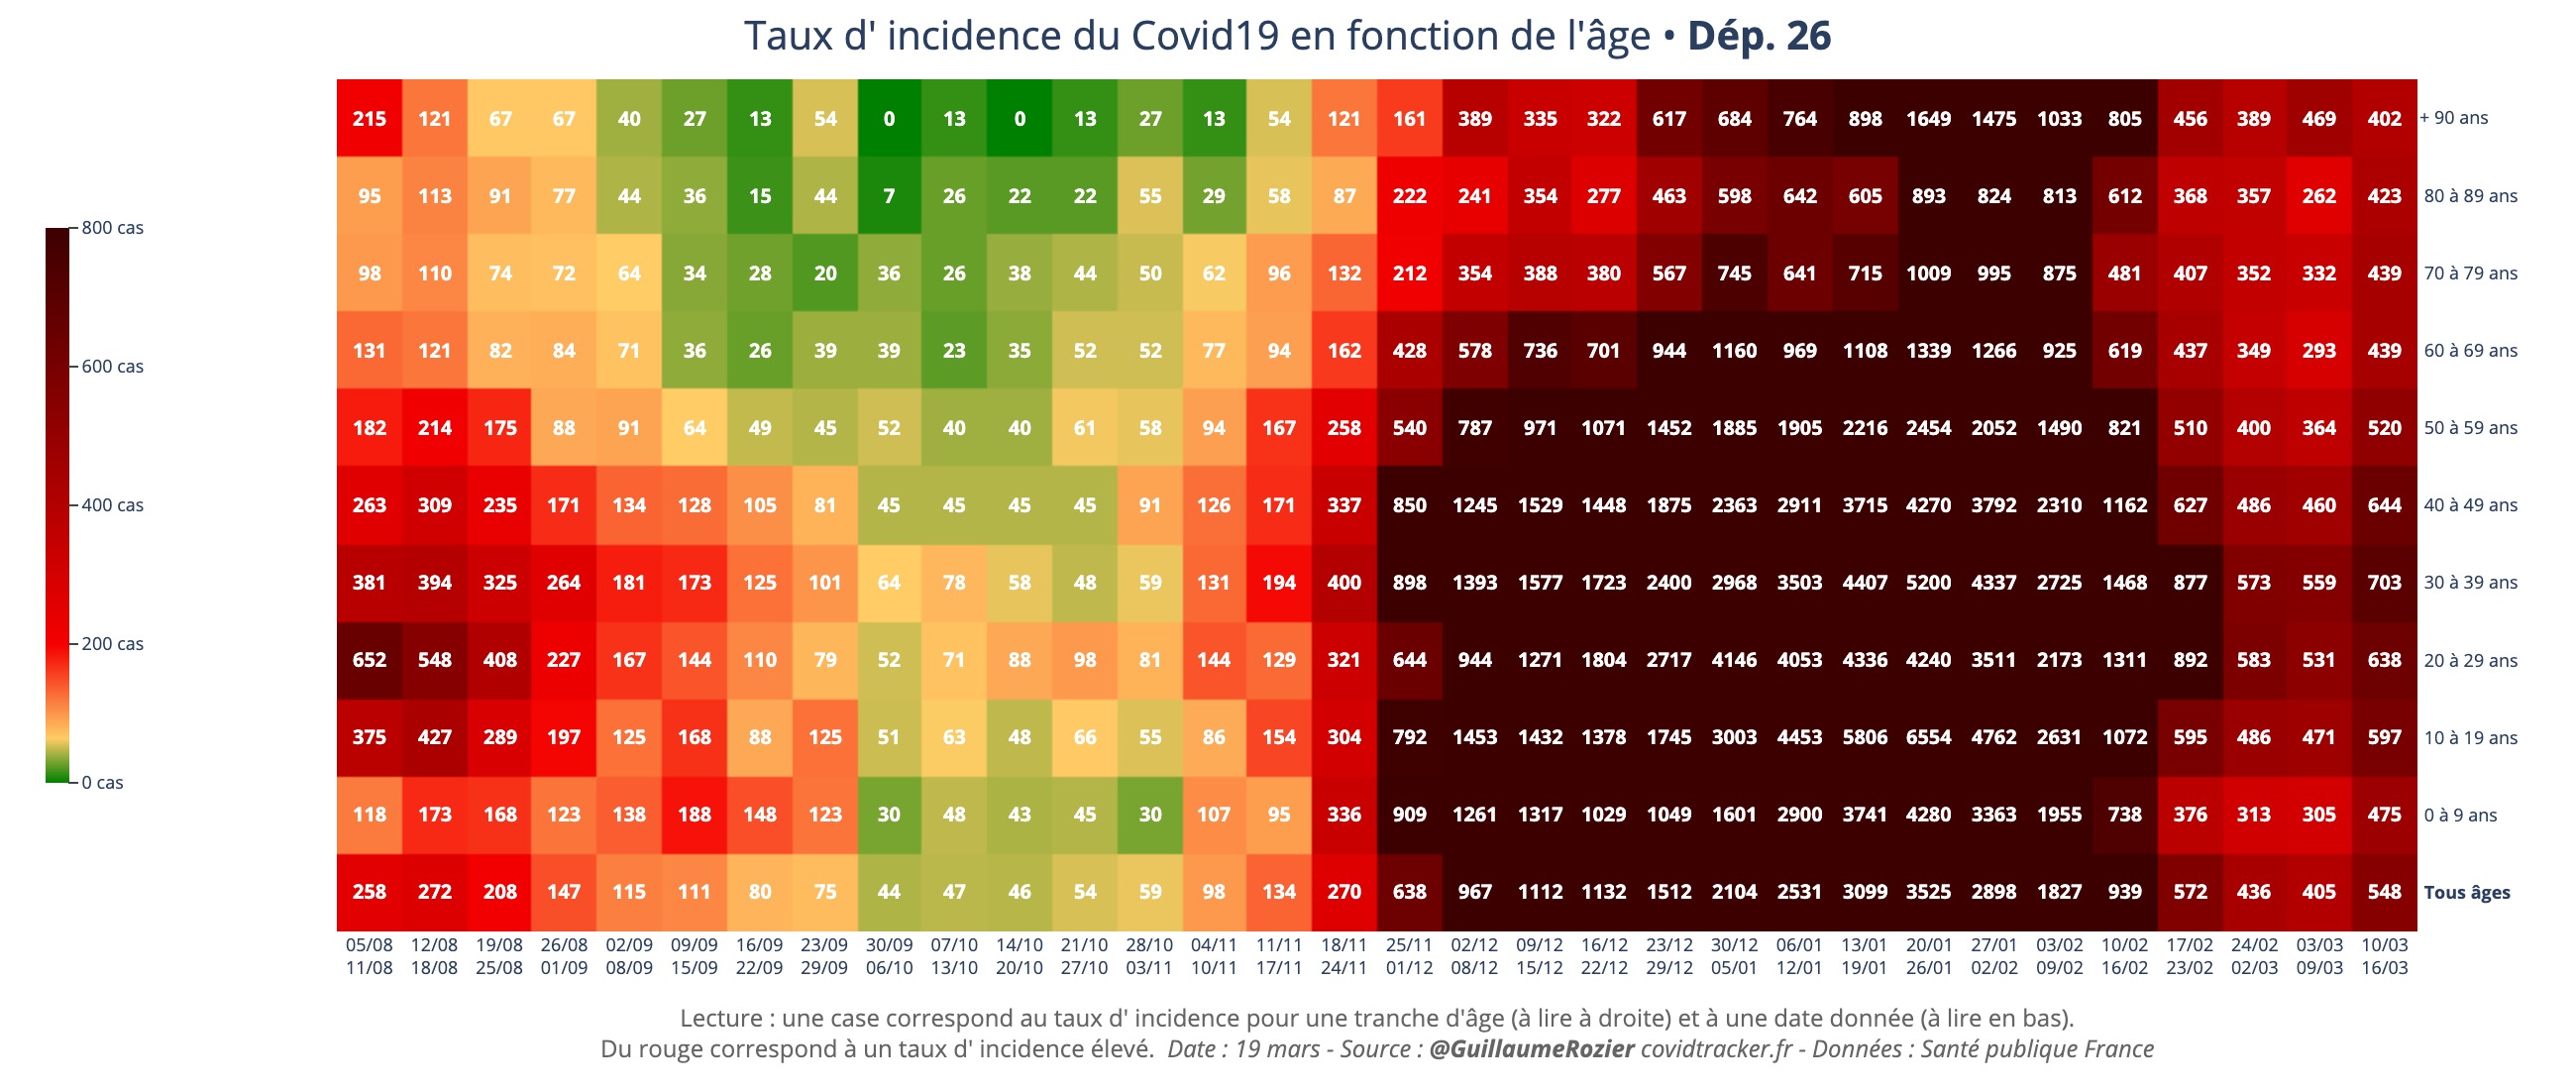 Taux d' incidence du Covid19 en fonction de l'âge • Dép. 26
800 cas
600 cas
400 cas
200 cas
0 cas
215 121 67 67 40 27 13 54 0 13 0 13 27 13 54 121 161 389 335 322 617 684 764 898 1649 1475 1033 805 456 389 469 402 + 90 ans
95 113 91 77 44 36 15 44 7 26 22 22 55 29 58 87 222 241 354 277 463 598 642 605 893 824 813 612 368 357 262 423 80 à 89 ans
98 110 74 72 64 34 28 20 36 26 38 44 50 62 96 132 212 354 388 380 567 745 641 715 1009 995 875 481 407 352 332 439 70 à 79 ans
131 121 82 84 71 36 26 39 39 23 35 52 52 77 94 162 428 578 736 701 944 1160 969 1108 1339 1266 925 619 437 349 293 439 60 à 69 ans
182 214 175 88 91 64 49 45 52 40 40 61 58 94 167 258 540 787 971 1071 1452 1885 1905 2216 2454 2052 1490 821 510 400 364 520 50 à 59 ans
263 309 235 171 134 128 105 81 45 45 45 45 91 126 171 337 850 1245 1529 1448 1875 2363 2911 3715 4270 3792 2310 1162 627 486 460 644 40 à 49 ans
381 394 325 264 181 173 125 101 64 78 58 48 59 131 194 400 898 1393 1577 1723 2400 2968 3503 4407 5200 4337 2725 1468 877 573 559 703 30 à 39 ans
652 548 408 227 167 144 110 79 52 71 88 98 81 144 129 321 644 944 1271 1804 2717 4146 4053 4336 4240 3511 2173 1311 892 583 531 638 20 à 29 ans
375 427 289 197 125 168 88 125 51 63 48 66 55 86 154 304 792 1453 1432 1378 1745 3003 4453 5806 6554 4762 2631 1072 595 486 471 597 10 à 19 ans
118 173 168 123 138 188 148 123 30 48 43 45 30 107 95 336 909 1261 1317 1029 1049 1601 2900 3741 4280 3363 1955 738 376 313 305 475 0 à 9 ans
258 272 208 147 115 111 80 75 44 47 46 54 59 98 134 270 638 967 1112 1132 1512 2104 2531 3099 3525 2898 1827 939 572 436 405 548 Tous âges
05/08 12/08 19/08 26/08 02/09 09/09 16/09 23/09 30/09 07/10 14/10 21/10 28/10 04/11 11/11 18/11 25/11 02/12 09/12 16/12 23/12 30/12 06/01 13/01 20/01 27/01 03/02 10/02 17/02 24/02 03/03 10/03
11/08 18/08 25/08 01/09 08/09 15/09 22/09 29/09 06/10 13/10 20/10 27/10 03/11 10/11 17/11 24/11 01/12 08/12 15/12 22/12 29/12 05/01 12/01 19/01 26/01 02/02 09/02 16/02 23/02 02/03 09/03 16/03
Lecture : une case correspond au taux d' incidence pour une tranche d'âge (à lire à droite) et à une date donnée (à lire en bas).
Du rouge correspond à un taux d' incidence élevé. Date : 19 mars - Source : @GuillaumeRozier covidtracker.fr - Données : Santé publique France